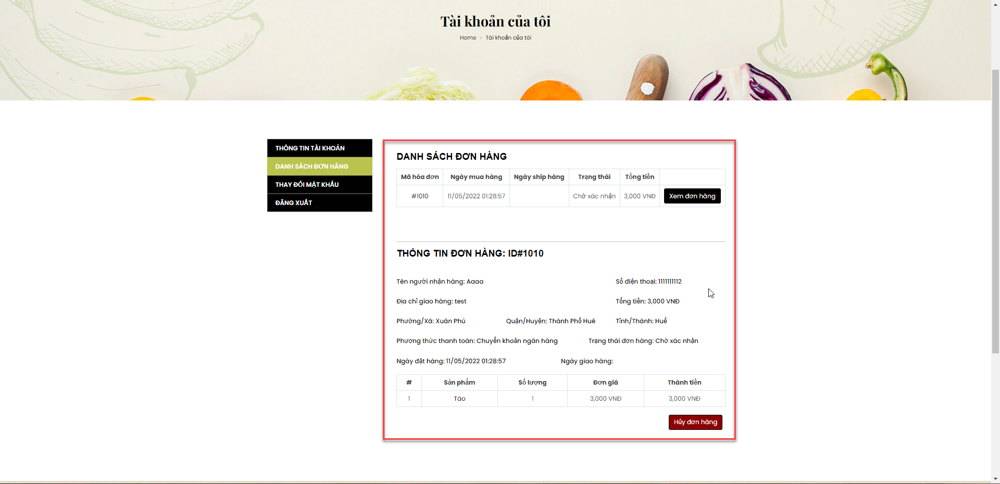 Tài khoản của tôi
Home › Tài khoản của tôi
THÔNG TIN TÀI KHOẢN
DANH SÁCH ĐƠN HÀNG
THAY ĐỔI MẬT KHẨU
ĐĂNG XUẤT
DANH SÁCH ĐƠN HÀNG
Mã hóa đơn Ngày mua hàng Ngày ship hàng Trạng thái Tổng tiền
#1010 11/05/2022 01:28:57 Chờ xác nhận 3,000 VNĐ Xem đơn hàng
THÔNG TIN ĐƠN HÀNG: ID#1010
Tên người nhận hàng: Aaaa Số điện thoại: 1111111112
Địa chỉ giao hàng: test Tổng tiền: 3,000 VNĐ
Phường/Xã: Xuân Phú Quận/Huyện: Thành Phố Huê Tỉnh/Thành: Huế
Phương thức thanh toán: Chuyển khoản ngân hàng Trạng thái đơn hàng: Chờ xác nhận
Ngày đặt hàng: 11/05/2022 01:28:57 Ngày giao hàng:
# Sản phẩm Số lượng Đơn giá Thành tiền
1 Táo 1 3,000 VNĐ 3,000 VNĐ
Hủy đơn hàng